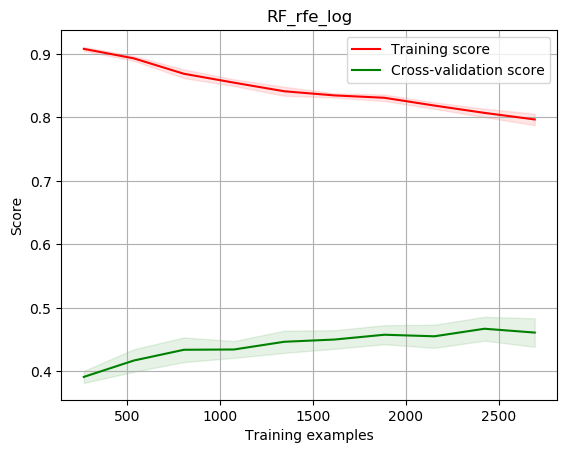 RF_rfe_log
Training score
Cross-validation score
0.9
0.8
0.7
0.6
0.5
0.4
Score
500 1000 1500 2000 2500
Training examples